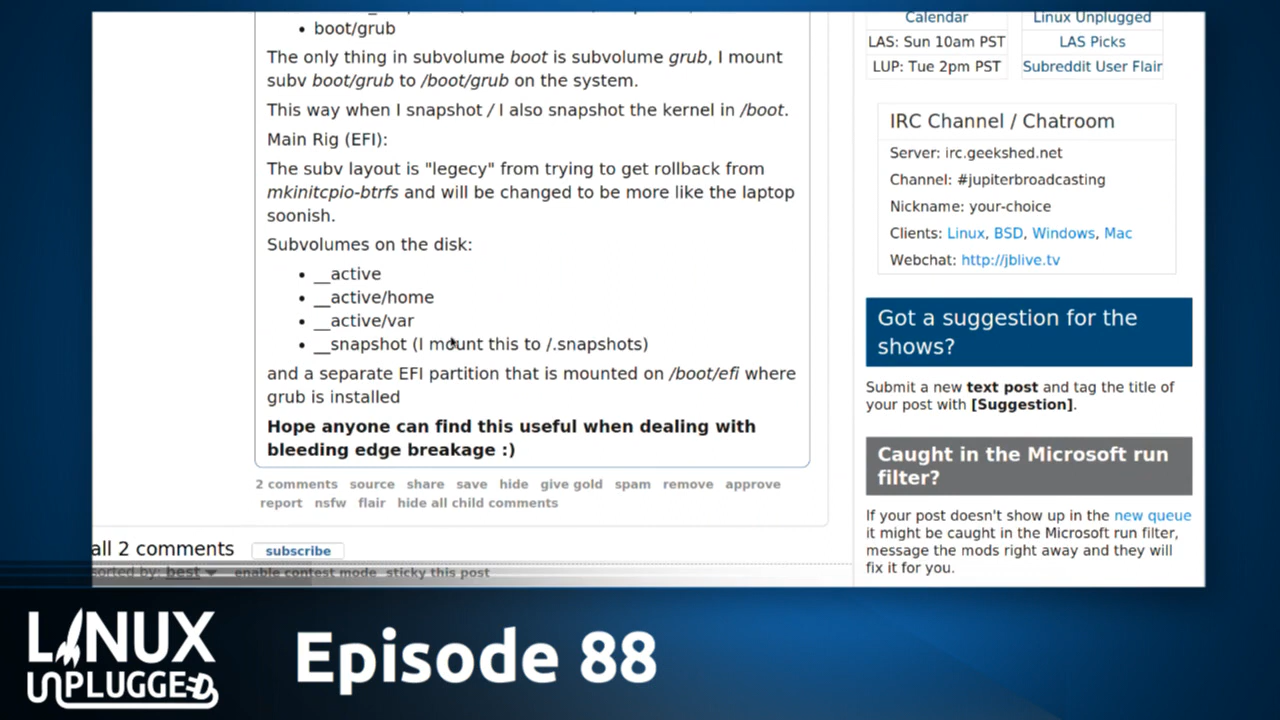 • boot/grub
The only thing in subvolume boot is subvolume grub, I mount
subv boot/grub to /boot/grub on the system.
This way when I snapshot / I also snapshot the kernel in /boot.
Main Rig (EFI):
The subv layout is "legecy" from trying to get rollback from
mkinitcpio-btrfs and will be changed to be more like the laptop
soonish.
Subvolumes on the disk:
• __active
• __active/home
• __active/var
• __snapshot (I mount this to /.snapshots)
and a separate EFI partition that is mounted on /boot/efi where
grub is installed
Hope anyone can find this useful when dealing with
bleeding edge breakage :)
2 comments source share save hide give gold spam remove approve
report nsfw flair hide all child comments
all 2 comments subscribe
sorted by: best enable contest mode sticky this post
Calendar Linux Unplugged
LAS: Sun 10am PST LAS Picks
LUP: Tue 2pm PST Subreddit User Flair
IRC Channel / Chatroom
Server: irc.geekshed.net
Channel: #jupiterbroadcasting
Nickname: your-choice
Clients: Linux, BSD, Windows, Mac
Webchat: http://jblive.tv
Got a suggestion for the
shows?
Submit a new text post and tag the title of
your post with [Suggestion].
Caught in the Microsoft run
filter?
If your post doesn't show up in the new queue
it might be caught in the Microsoft run filter,
message the mods right away and they will
fix it for you.
LINUX
UNPLUGGED
Episode 88